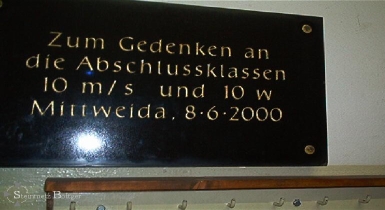 Zum Gedenken an
die Abschlussklassen
10 m/s und 10 w
Mittweida, 8·6·2000